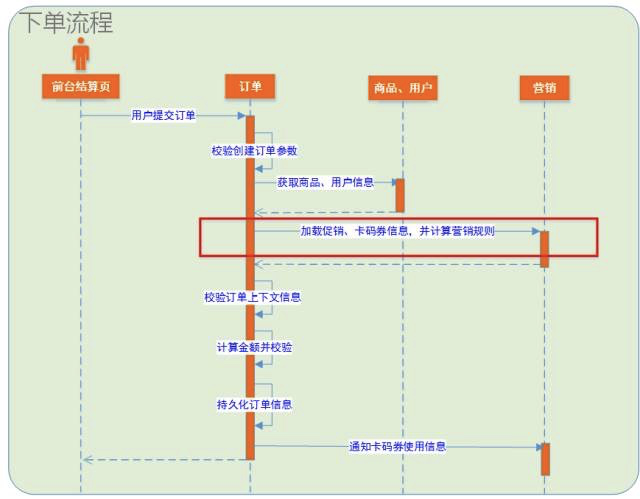 下单流程
前台结算页
订单
商品、用户
营销
用户提交订单
校验创建订单参数
获取商品、用户信息
加载促销、卡码券信息，并计算营销规则
校验订单上下文信息
计算金额并校验
持久化订单信息
通知卡码券使用信息